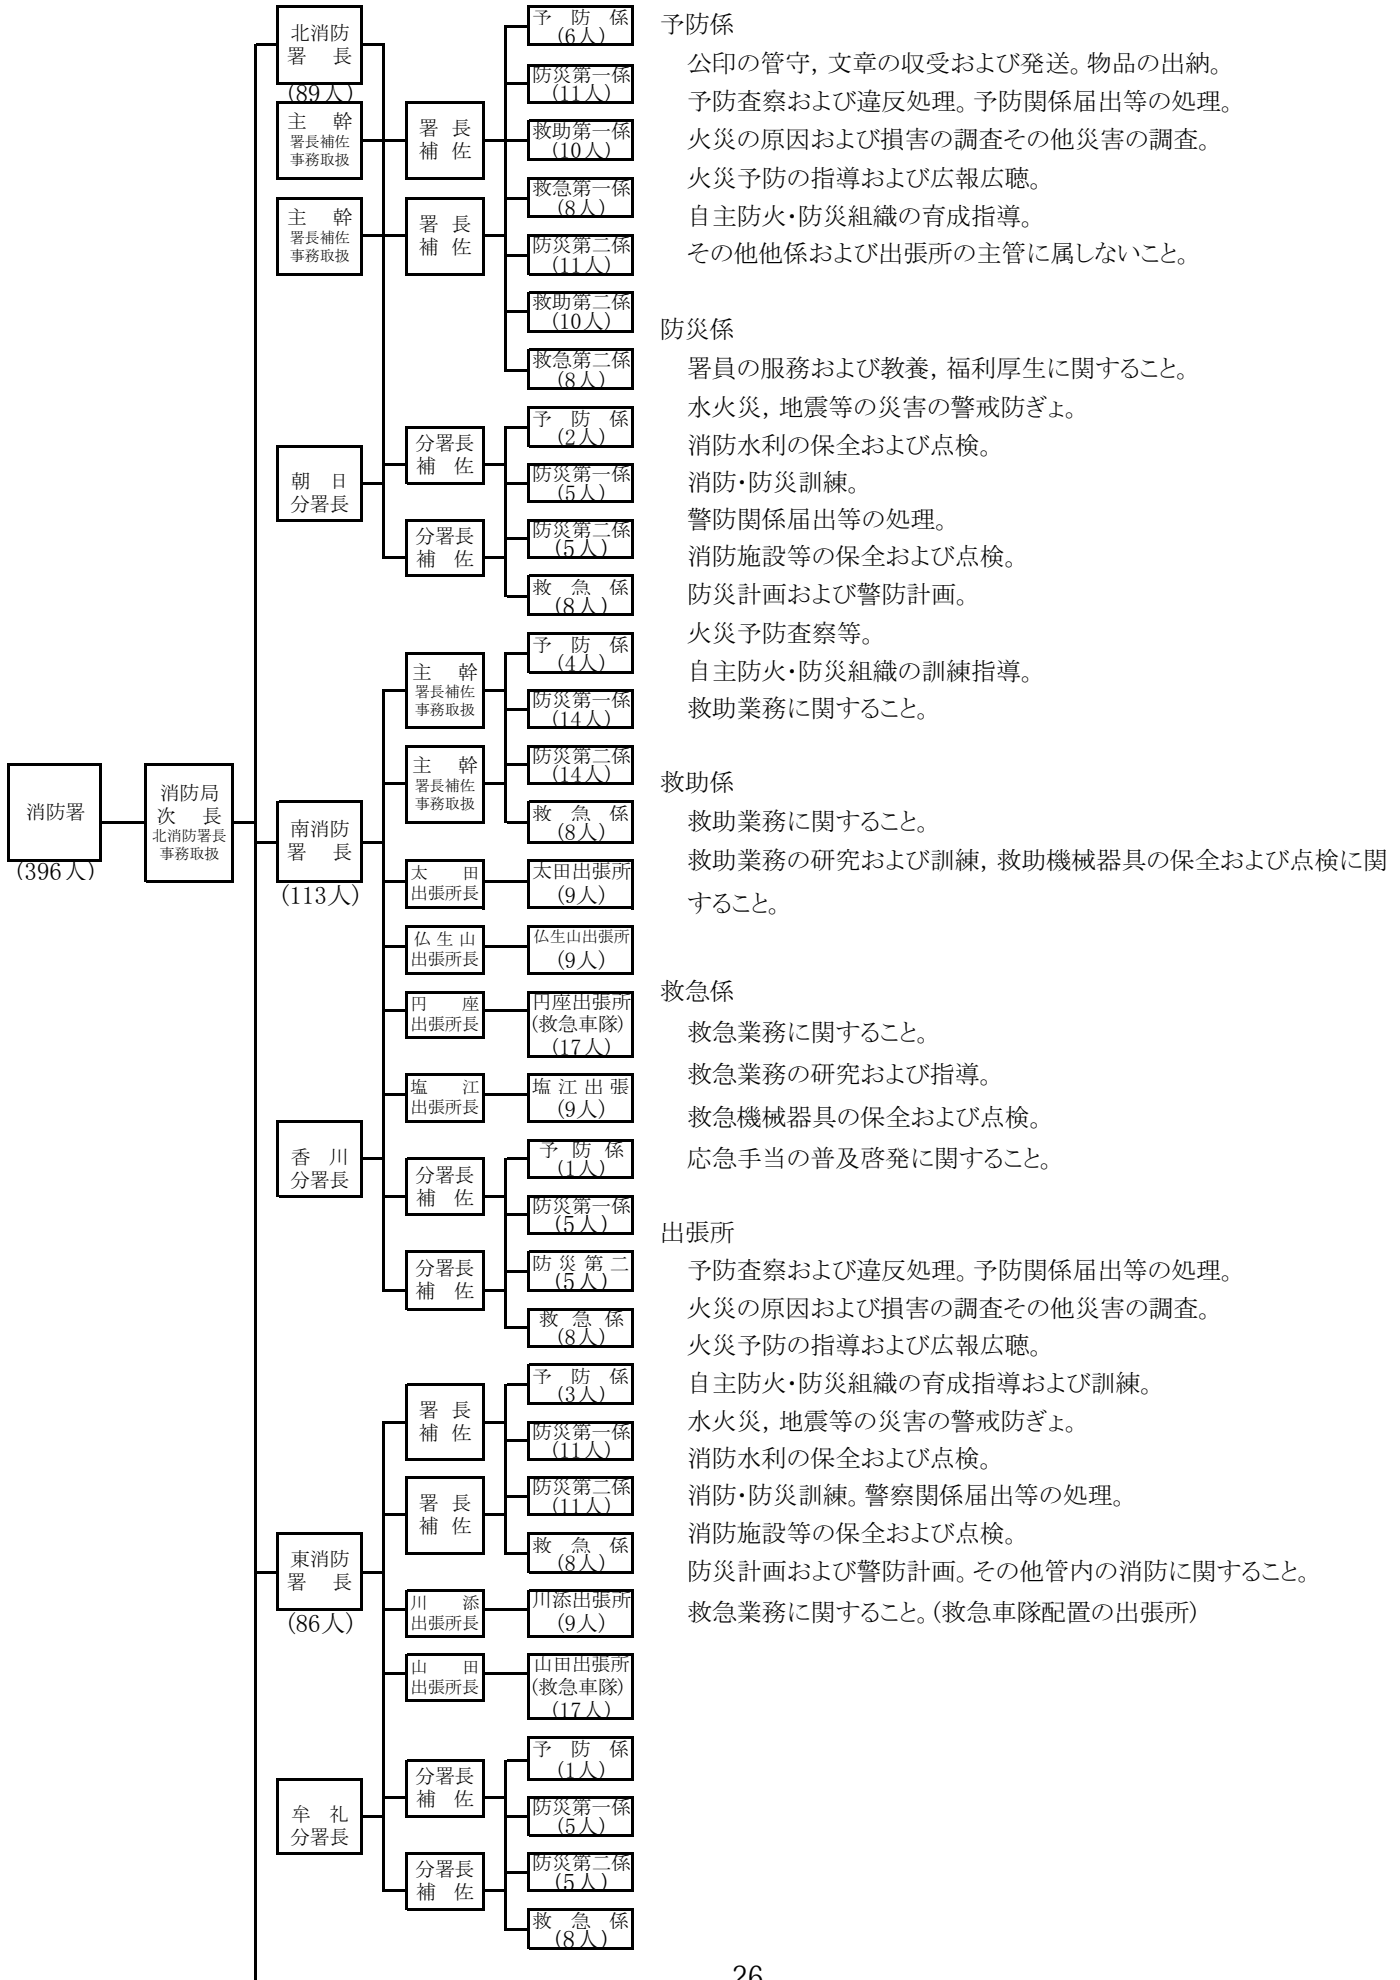 消防署
(396人)
消防局
次　長
北消防署長
事務取扱
北消防
署　長
(89人)
主　幹
署長補佐
事務取扱
主　幹
署長補佐
事務取扱
署 長
補 佐
署 長
補 佐
予　防　係
(6人)
防災第一係
(11人)
救助第一係
(10人)
救急第一係
(8人)
防災第二係
(11人)
救助第二係
(10人)
救急第二係
(8人)
朝　日
分署長
分署長
補　佐
分署長
補　佐
予　防　係
(2人)
防災第一係
(5人)
防災第二係
(5人)
救　急　係
(8人)
南消防
署　長
(113人)
主　幹
署長補佐
事務取扱
主　幹
署長補佐
事務取扱
予　防　係
(4人)
防災第一係
(14人)
防災第二係
(14人)
救　急　係
(8人)
太　田
出張所長
太田出張所
(9人)
仏 生 山
出張所長
仏生山出張所
(9人)
円　座
出張所長
円座出張所
(救急車隊)
(17人)
塩　江
出張所長
塩 江 出 張
(9人)
香　川
分署長
分署長
補　佐
分署長
補　佐
予　防　係
(1人)
防災第一係
(5人)
防 災 第 二
(5人)
救　急　係
(8人)
東消防
署　長
(86人)
署 長
補 佐
署 長
補 佐
予　防　係
(3人)
防災第一係
(11人)
防災第二係
(11人)
救　急　係
(8人)
川　添
出張所長
川添出張所
(9人)
山　田
出張所長
山田出張所
(救急車隊)
(17人)
牟　礼
分署長
分署長
補　佐
分署長
補　佐
予　防　係
(1人)
防災第一係
(5人)
防災第二係
(5人)
救　急　係
(8人)
予防係
公印の管守，文章の収受および発送。物品の出納。
予防査察および違反処理。予防関係届出等の処理。
火災の原因および損害の調査その他災害の調査。
火災予防の指導および広報広聴。
自主防火・防災組織の育成指導。
その他他係および出張所の主管に属しないこと。
防災係
署員の服務および教養，福利厚生に関すること。
水火災，地震等の災害の警戒防ぎょ。
消防水利の保全および点検。
消防・防災訓練。
警防関係届出等の処理。
消防施設等の保全および点検。
防災計画および警防計画。
火災予防査察等。
自主防火・防災組織の訓練指導。
救助業務に関すること。
救助係
救助業務に関すること。
救助業務の研究および訓練，救助機械器具の保全および点検に関
すること。
救急係
救急業務に関すること。
救急業務の研究および指導。
救急機械器具の保全および点検。
応急手当の普及啓発に関すること。
出張所
予防査察および違反処理。予防関係届出等の処理。
火災の原因および損害の調査その他災害の調査。
火災予防の指導および広報広聴。
自主防火・防災組織の育成指導および訓練。
水火災，地震等の災害の警戒防ぎょ。
消防水利の保全および点検。
消防・防災訓練。警察関係届出等の処理。
消防施設等の保全および点検。
防災計画および警防計画。その他管内の消防に関すること。
救急業務に関すること。(救急車隊配置の出張所)
26